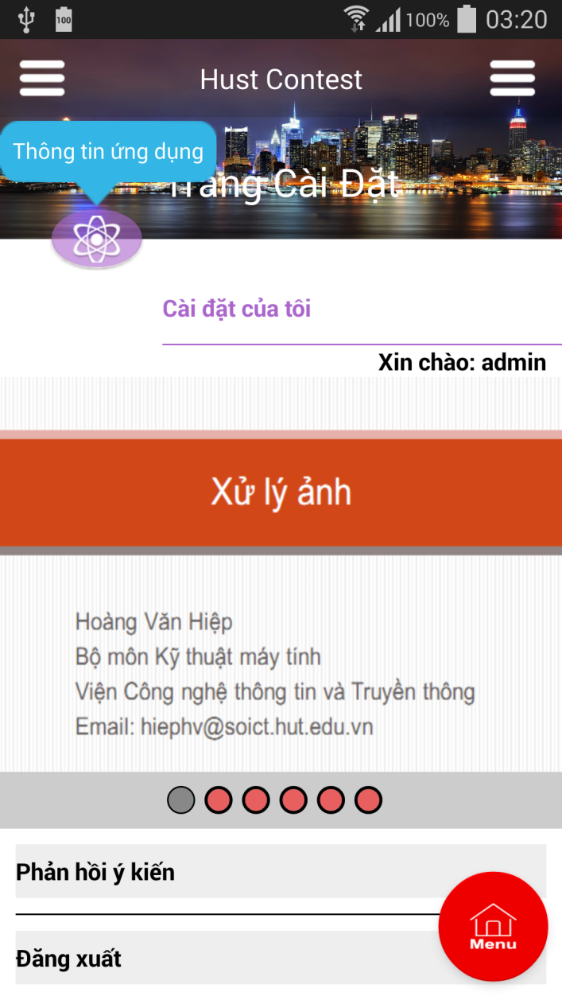 100
100%
03:20
Hust Contest
Thông tin ứng dụng
Trang Cài Đặt
Cài đặt của tôi
Xin chào: admin
Xử lý ảnh
Hoàng Văn Hiệp
Bộ môn Kỹ thuật máy tính
Viện Công nghệ thông tin và Truyền thông
Email: hiephv@soict.hut.edu.vn
Phản hồi ý kiến
Menu
Đăng xuất